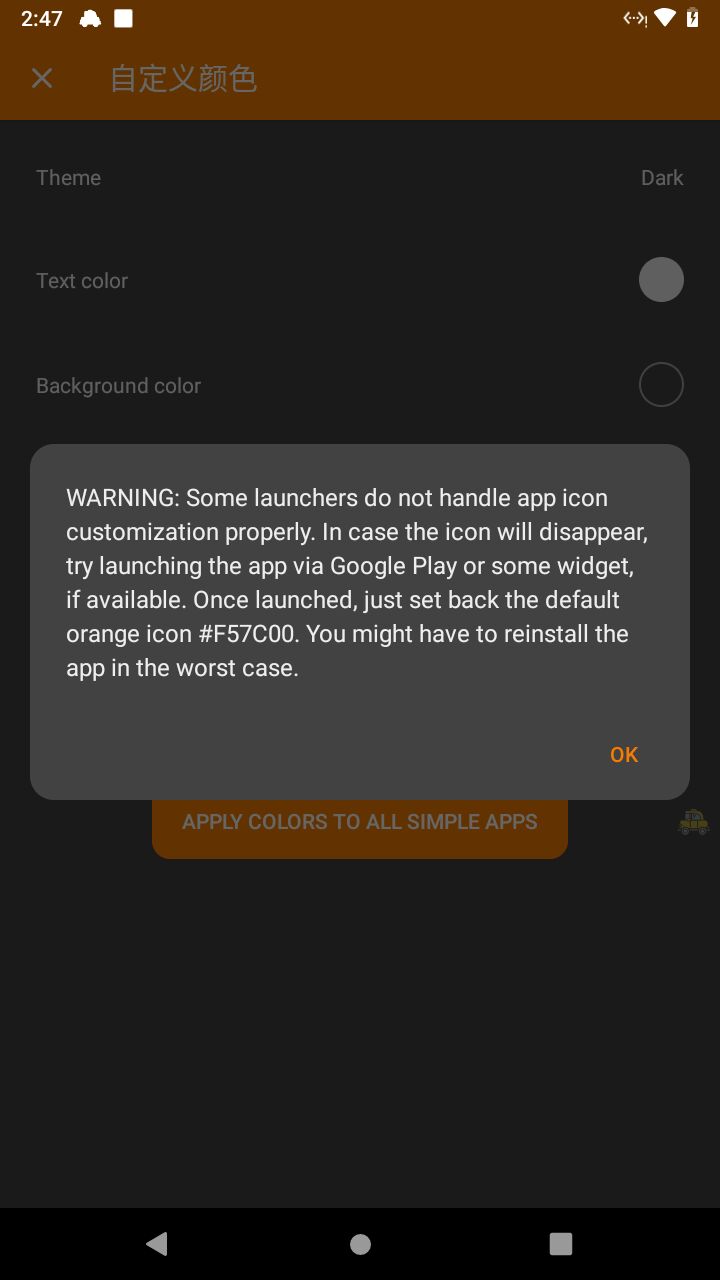 2:47
自定义颜色
Theme
Dark
Text color
Background color
WARNING: Some launchers do not handle app icon
customization properly. In case the icon will disappear,
try launching the app via Google Play or some widget,
if available. Once launched, just set back the default
orange icon #F57C00. You might have to reinstall the
app in the worst case.
OK
APPLY COLORS TO ALL SIMPLE APPS